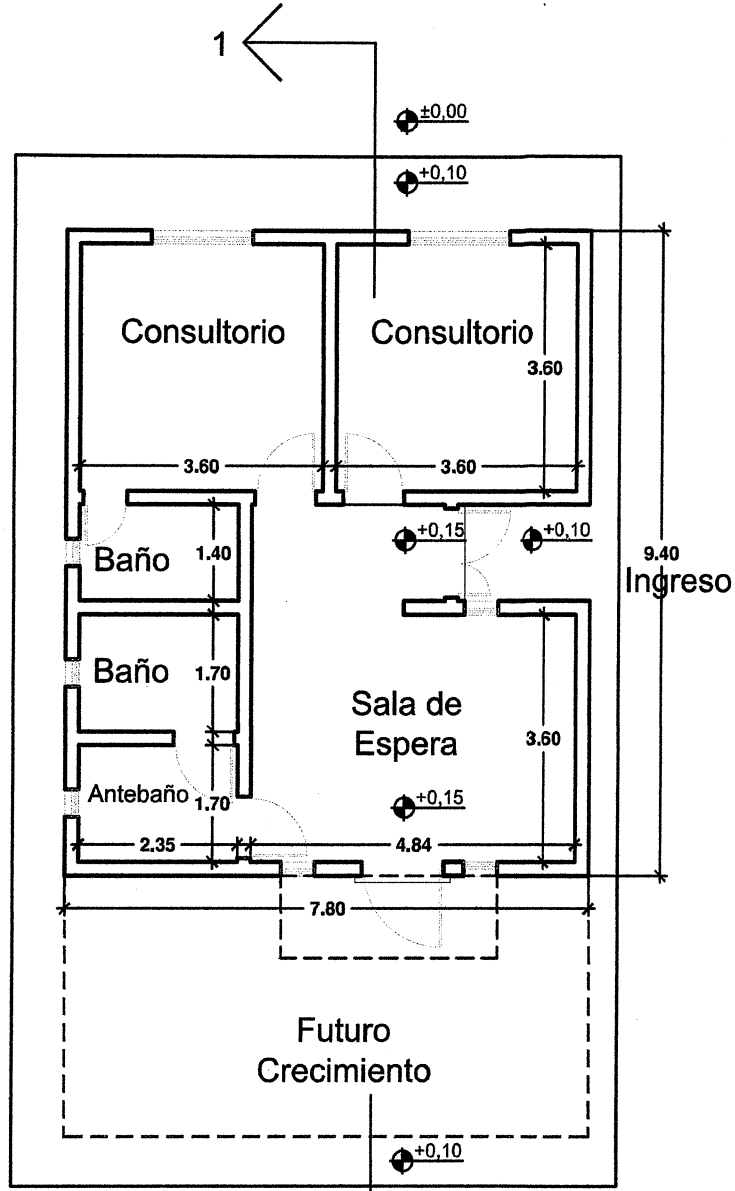 1
±0,00
+0,10
Consultorio
Consultorio
3.60
3.60
3.60
+0,15
+0,10
1.40
Baño
9.40
Ingreso
Baño
1.70
Sala de
Espera
3.60
Antebaño
1.70
+0,15
2.35
4.84
7.80
Futuro
Crecimiento
+0,10